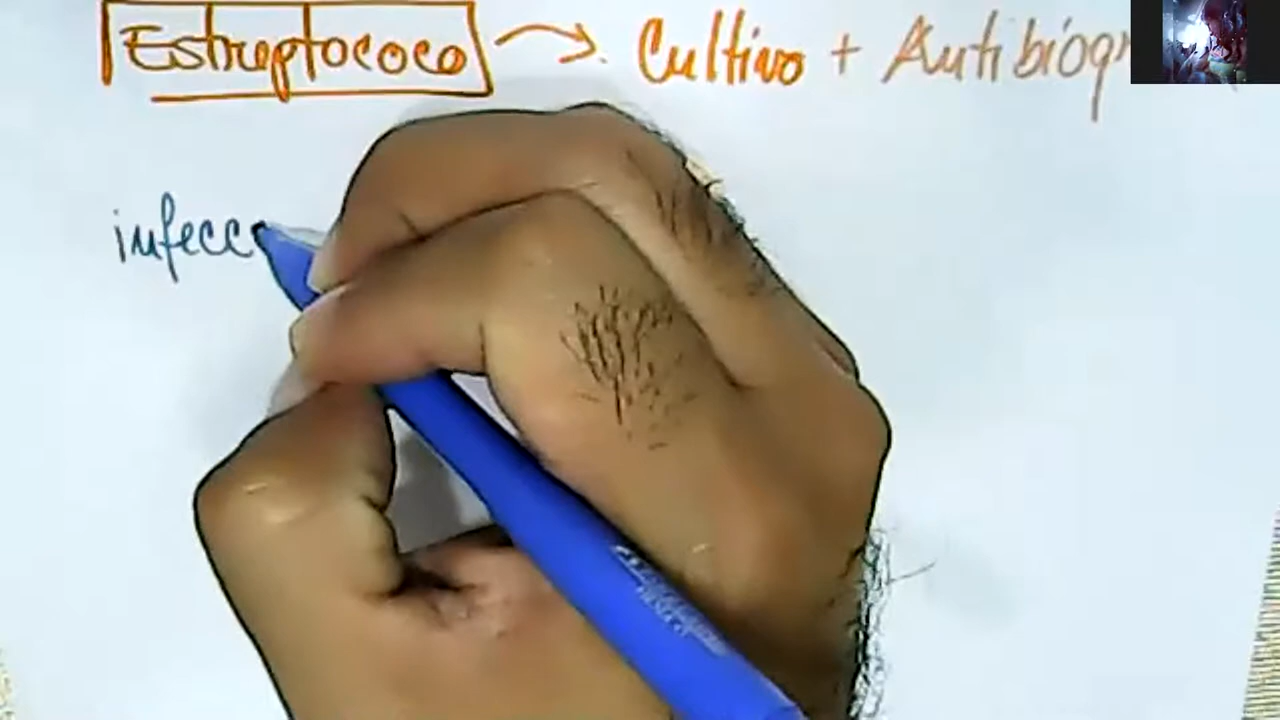 Estreptococo → Cultivo + Antibiogr
infecc